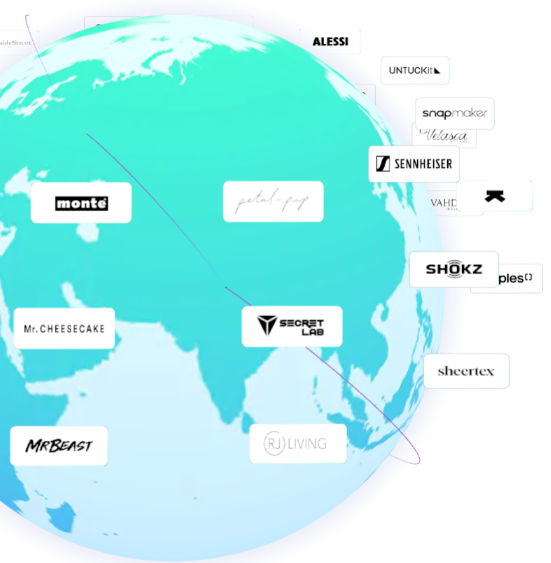 ALESSI
UNTUCKit
snapmaker
Velasca
SENNHEISER
monte
petal-pup
VAHD
SHOKZ
ples
Mr. CHEESECAKE
SECRET
LAB
sheertex
MRBEAST
RJ LIVING